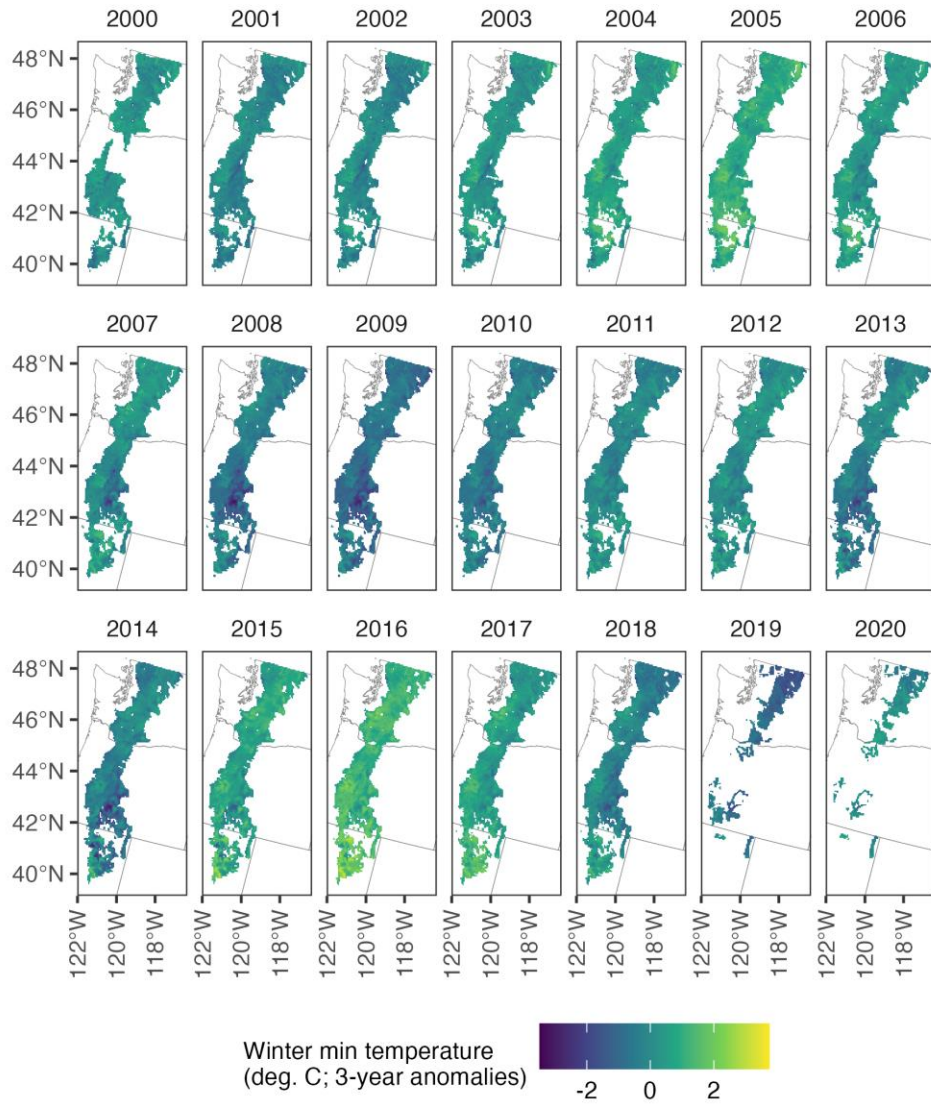 2000 2001 2002 2003 2004 2005 2006
48°N
46°N
44°N
42°N
40°N
2007 2008 2009 2010 2011 2012 2013
48°N
46°N
44°N
42°N
40°N
2014 2015 2016 2017 2018 2019 2020
48°N
46°N
44°N
42°N
40°N
122°W 120°W 118°W 122°W 120°W 118°W 122°W 120°W 118°W 122°W 120°W 118°W 122°W 120°W 118°W 122°W 120°W 118°W 122°W 120°W 118°W
Winter min temperature
(deg. C; 3-year anomalies)
-2 0 2